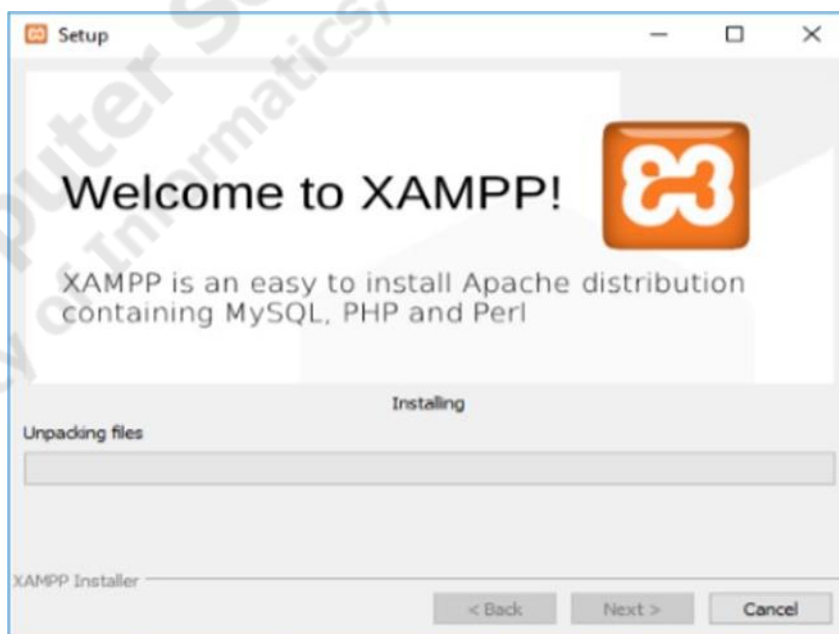 Setup
Welcome to XAMPP!
XAMPP is an easy to install Apache distribution
containing MySQL, PHP and Perl
Installing
Unpacking files
XAMPP Installer
< Back
Next >
Cancel